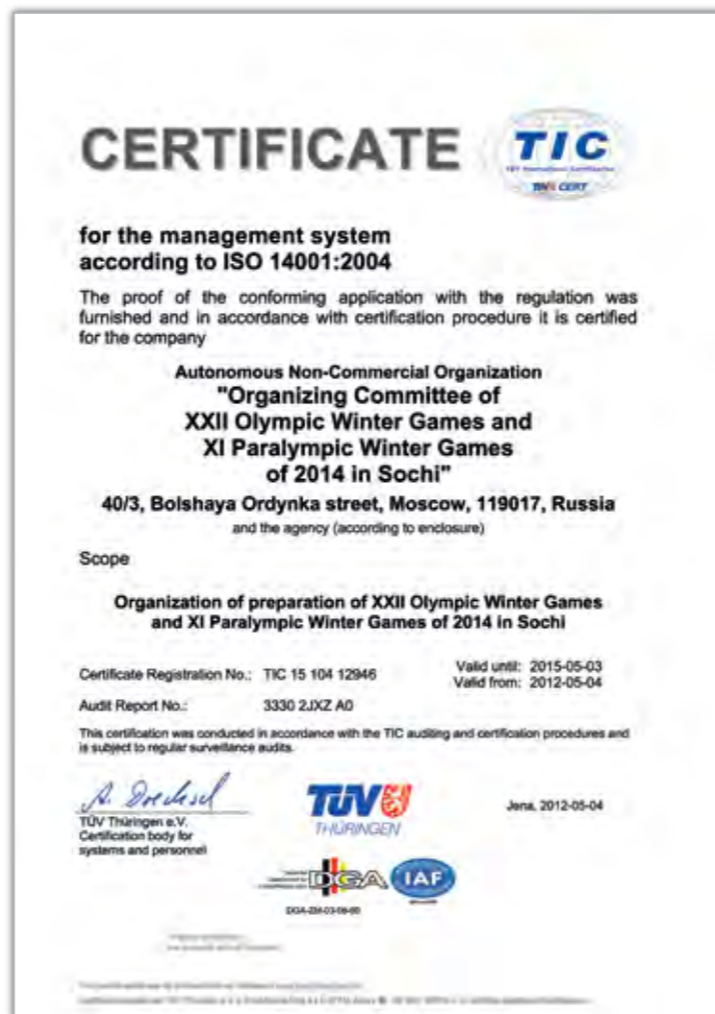 CERTIFICATE
TIC
CERT
for the management system
according to ISO 14001:2004
The proof of the conforming application with the regulation was
furnished and in accordance with certification procedure it is certified
for the company
Autonomous Non-Commercial Organization
"Organizing Committee of
XXII Olympic Winter Games and
XI Paralympic Winter Games
of 2014 in Sochi"
40/3, Bolshaya Ordynka street, Moscow, 119017, Russia
and the agency (according to enclosure)
Scope
Organization of preparation of XXII Olympic Winter Games
and XI Paralympic Winter Games of 2014 in Sochi
Certificate Registration No.: TIC 15 104 12946
Valid until: 2015-05-03
Valid from: 2012-05-04
Audit Report No.: 3330 2JXZ A0
This certification was conducted in accordance with the TIC auditing and certification procedures and
is subject to regular surveillance audits.
TÜV Thüringen e.V.
Certification body for
systems and personnel
TÜV
THÜRINGEN
Jena, 2012-05-04
DGA
IAF